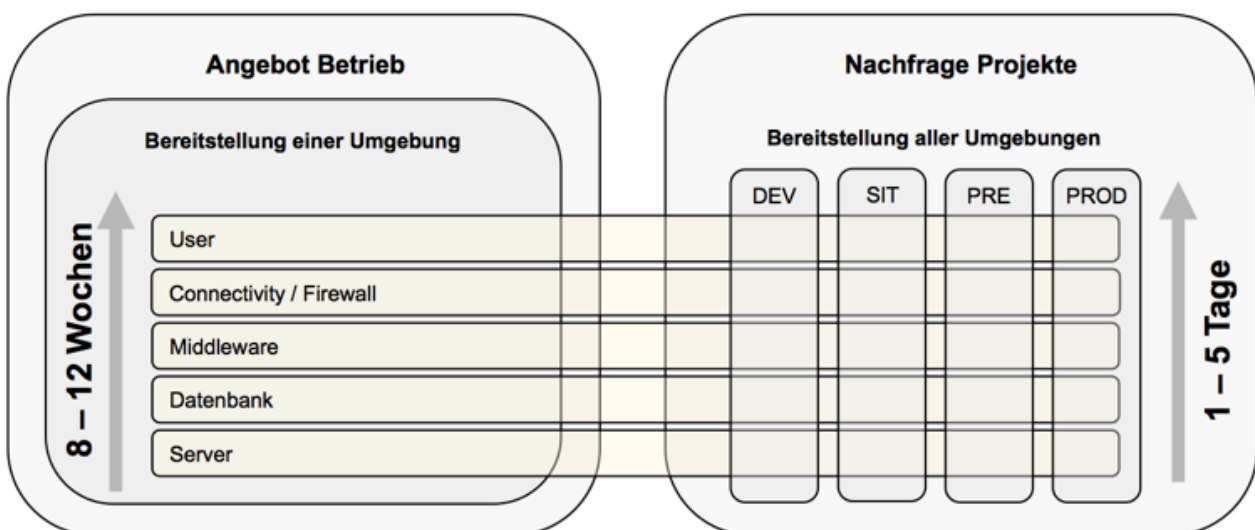 Angebot Betrieb
Bereitstellung einer Umgebung
8 – 12 Wochen
User
Connectivity / Firewall
Middleware
Datenbank
Server
Nachfrage Projekte
Bereitstellung aller Umgebungen
DEV SIT PRE PROD
1 – 5 Tage